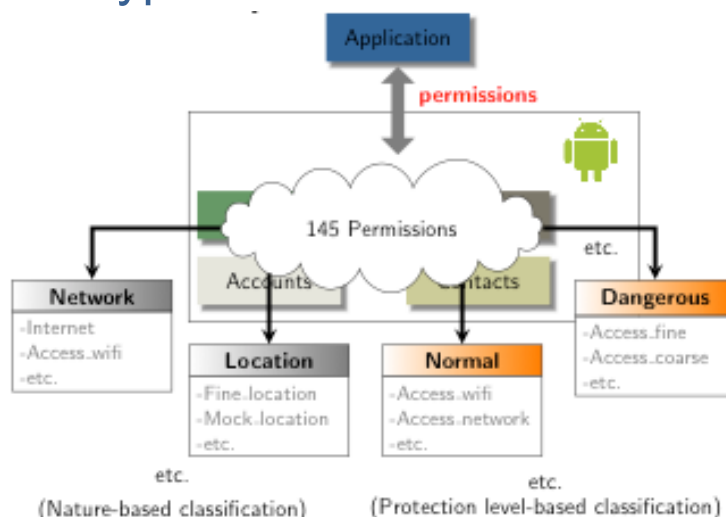 Application
permissions
145 Permissions
etc.
Accounts
Contacts
Network
-Internet
-Access_wifi
-etc.
Location
-Fine_location
-Mock_location
-etc.
Normal
-Access_wifi
-Access_network
-etc.
Dangerous
-Access_fine
-Access_coarse
-etc.
etc.
(Nature-based classification)
etc.
(Protection level-based classification)